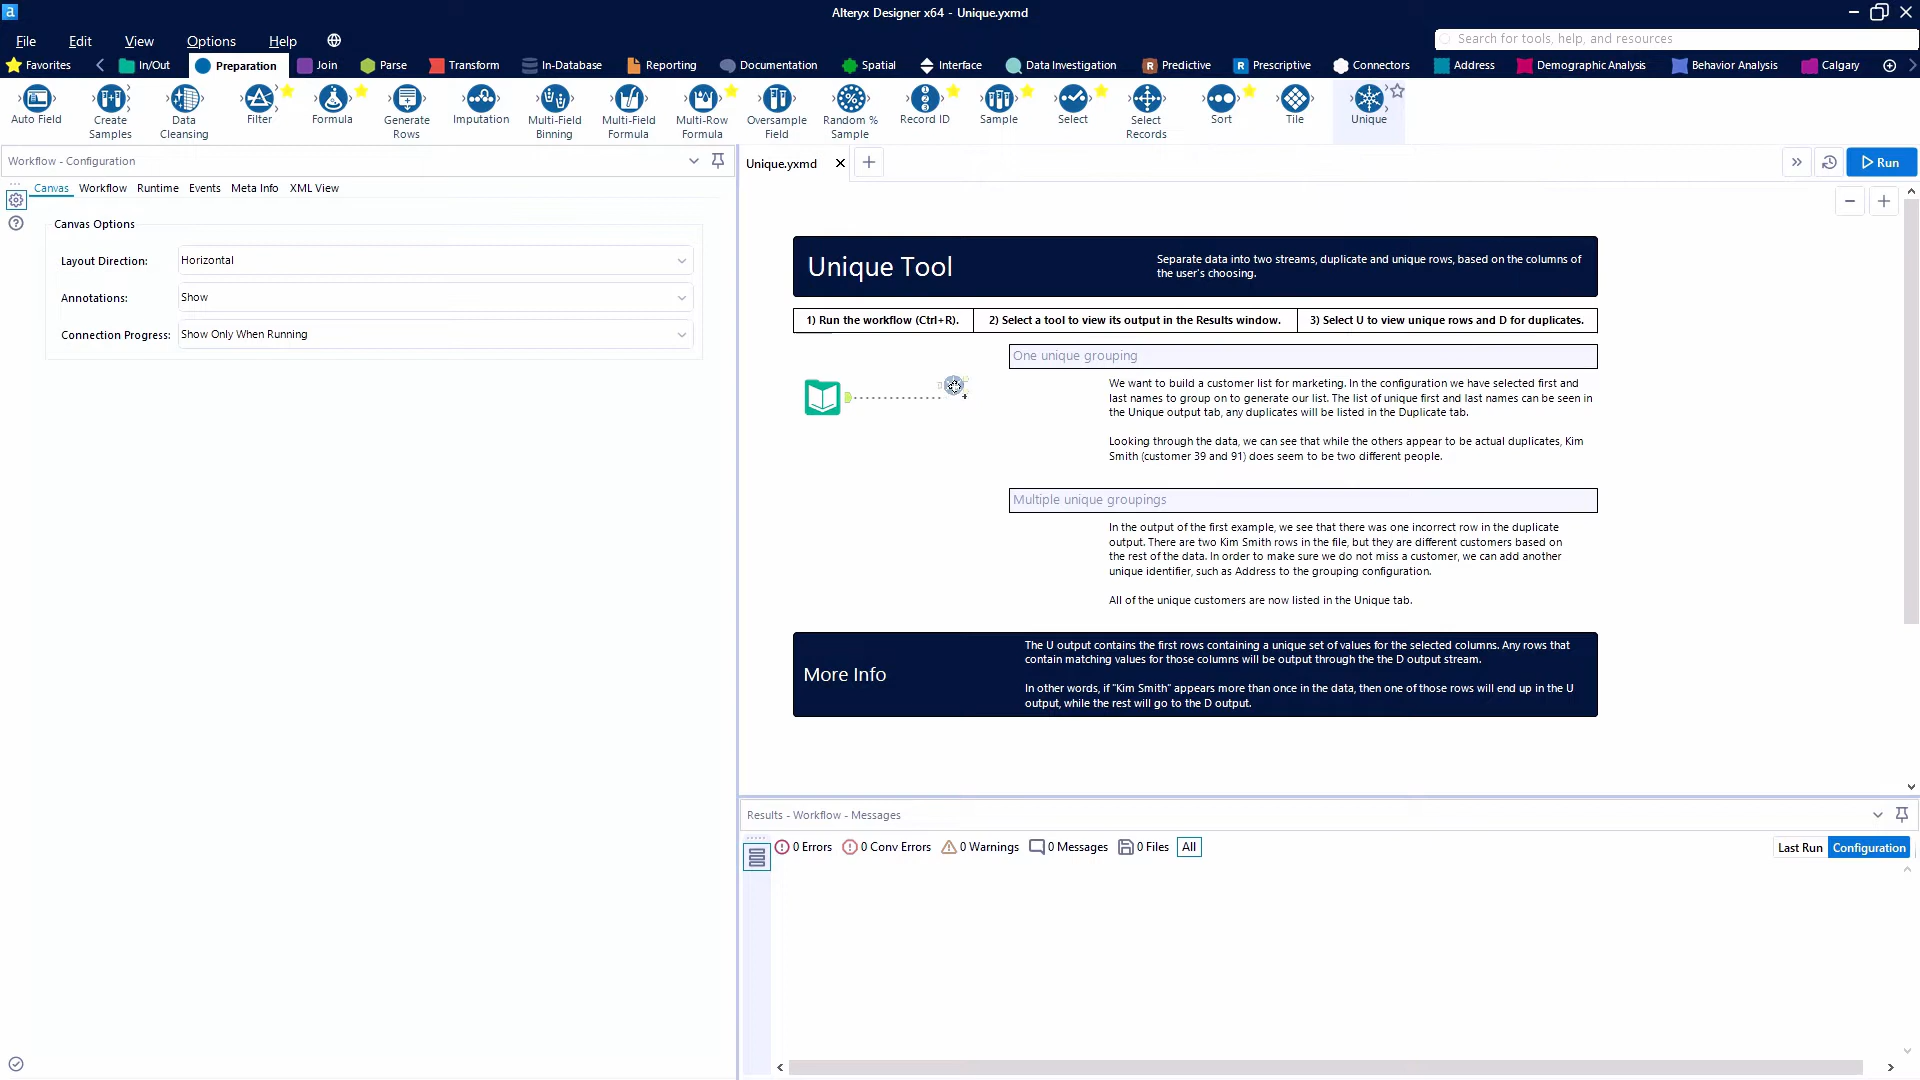 Alteryx Designer x64 - Unique.yxmd
File Edit View Options Help
Search for tools, help, and resources
Favorites In/Out Preparation Join Parse Transform In-Database Reporting Documentation Spatial Interface Data Investigation Predictive Prescriptive Connectors Address Demographic Analysis Behavior Analysis Calgary
Auto Field Create Samples Data Cleansing Filter Formula Generate Rows Imputation Multi-Field Binning Multi-Field Formula Multi-Row Formula Oversample Field Random % Sample Record ID Sample Select Select Records Sort Tile Unique
Workflow - Configuration
Canvas Workflow Runtime Events Meta Info XML View
Canvas Options
Layout Direction: Horizontal
Annotations: Show
Connection Progress: Show Only When Running
Unique.yxmd
Run
Unique Tool
Separate data into two streams, duplicate and unique rows, based on the columns of
the user's choosing.
1) Run the workflow (Ctrl+R). 2) Select a tool to view its output in the Results window. 3) Select U to view unique rows and D for duplicates.
One unique grouping
We want to build a customer list for marketing. In the configuration we have selected first and
last names to group on to generate our list. The list of unique first and last names can be seen in
the Unique output tab, any duplicates will be listed in the Duplicate tab.
Looking through the data, we can see that while the others appear to be actual duplicates, Kim
Smith (customer 39 and 91) does seem to be two different people.
Multiple unique groupings
In the output of the first example, we see that there was one incorrect row in the duplicate
output. There are two Kim Smith rows in the file, but they are different customers based on
the rest of the data. In order to make sure we do not miss a customer, we can add another
unique identifier, such as Address to the grouping configuration.
All of the unique customers are now listed in the Unique tab.
More Info
The U output contains the first rows containing a unique set of values for the selected columns. Any rows that
contain matching values for those columns will be output through the the D output stream.
In other words, if "Kim Smith" appears more than once in the data, then one of those rows will end up in the U
output, while the rest will go to the D output.
Results - Workflow - Messages
0 Errors 0 Conv Errors 0 Warnings 0 Messages 0 Files All
Last Run Configuration